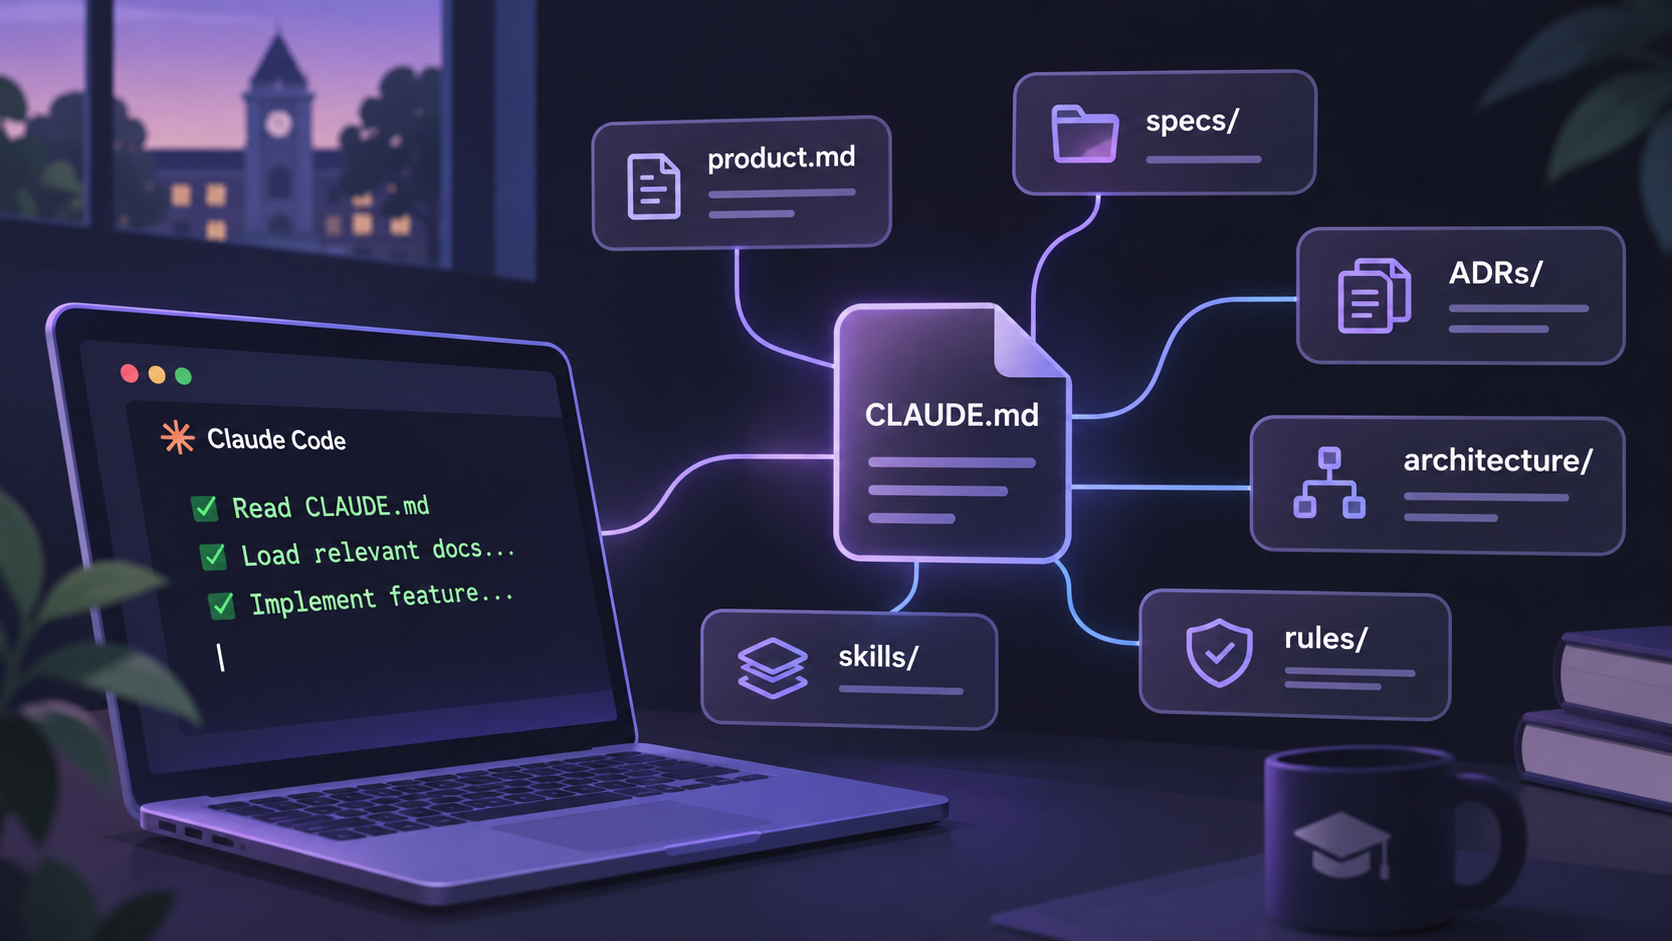 Claude Code
✅ Read CLAUDE.md
✅ Load relevant docs...
✅ Implement feature...
product.md
specs/
ADRs/
CLAUDE.md
architecture/
skills/
rules/